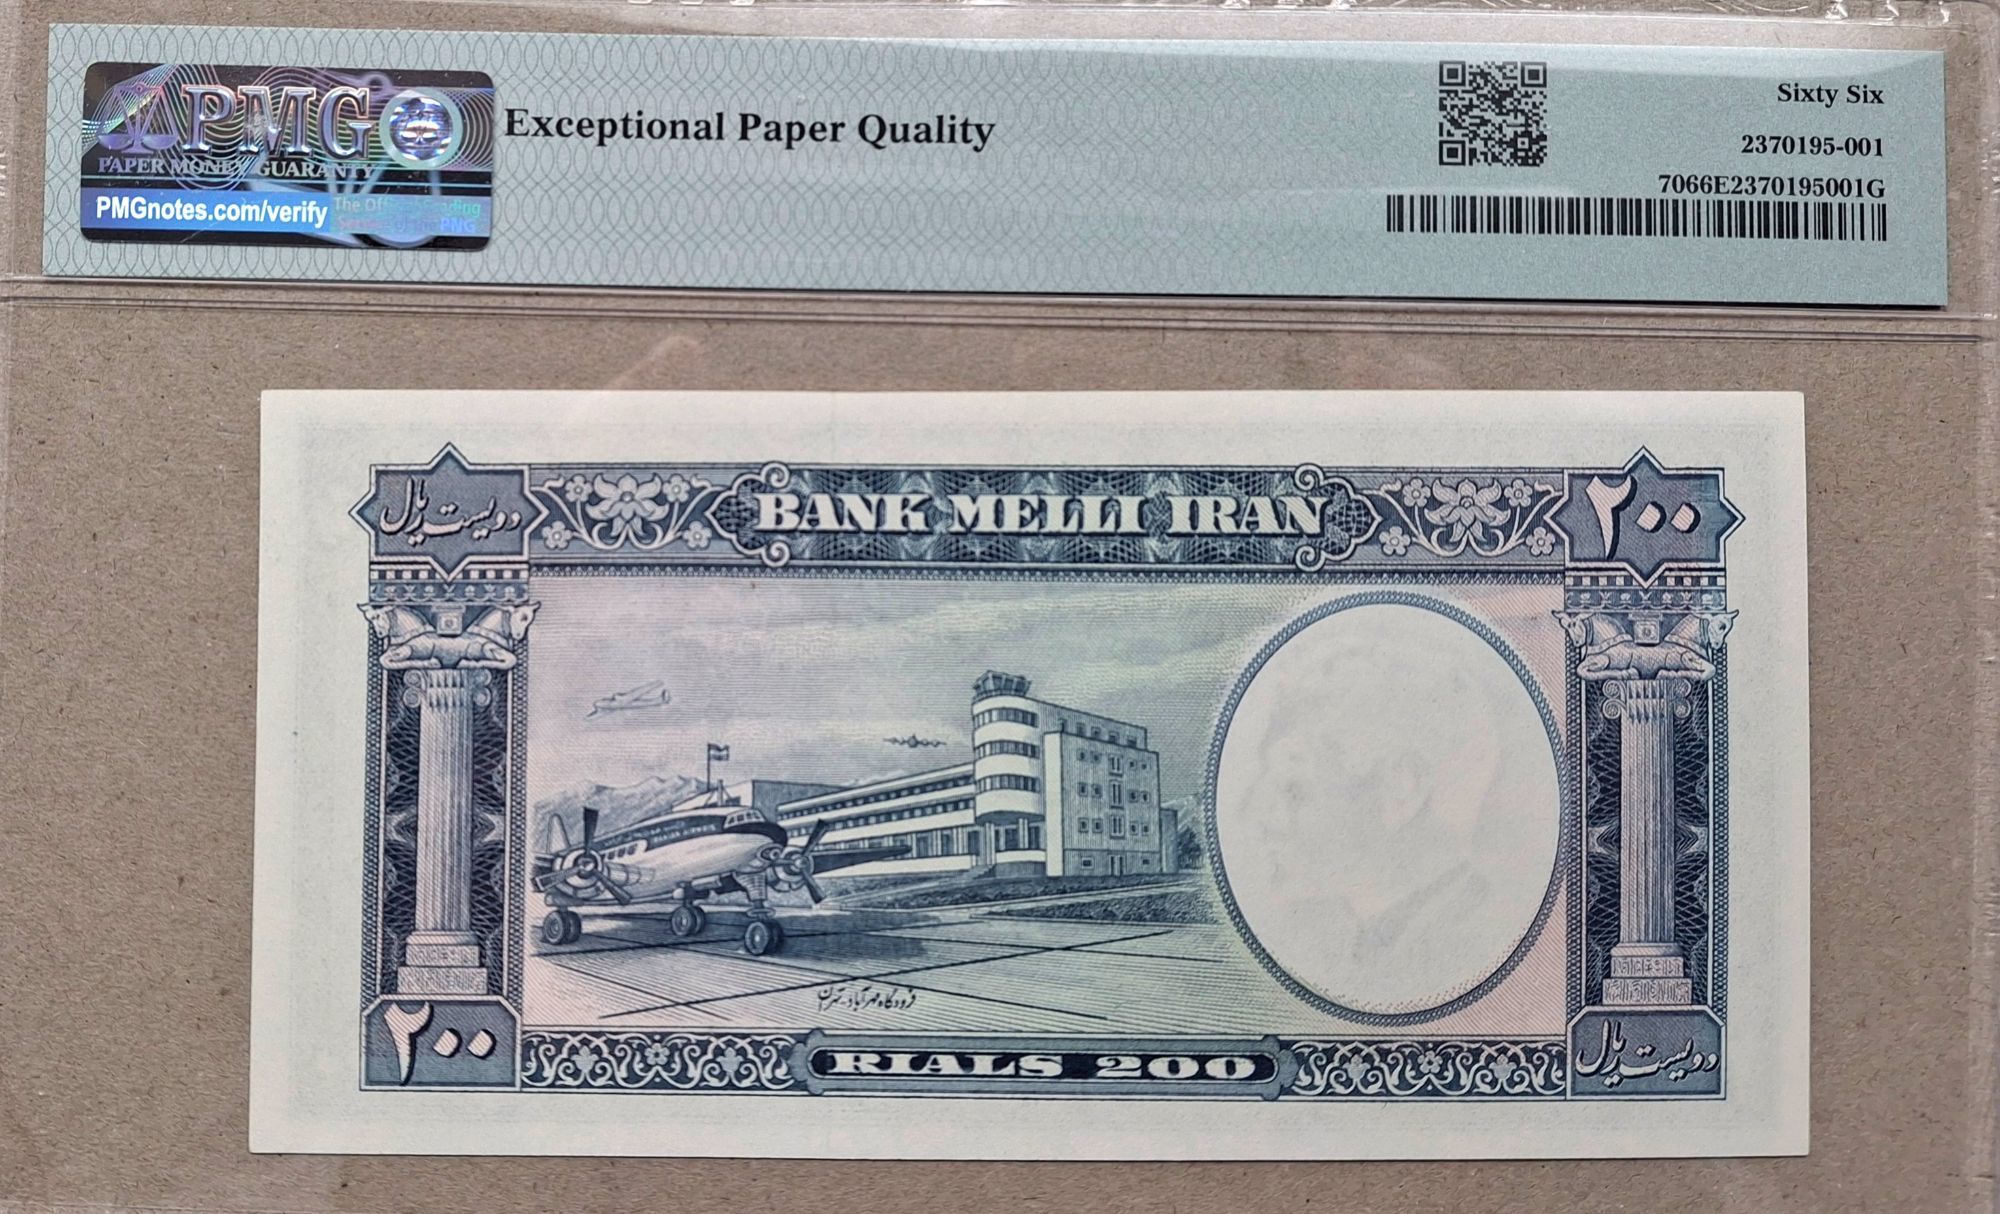 PMG
PAPER MONEY GUARANTY
PMGnotes.com/verify
Exceptional Paper Quality
Sixty Six
2370195-001
7066E2370195001G
دویست ریال
BANK MELLI IRAN
۲۰۰
فرودگاه مهرآباد - تهران
۲۰۰
RIALS 200
دویست ریال